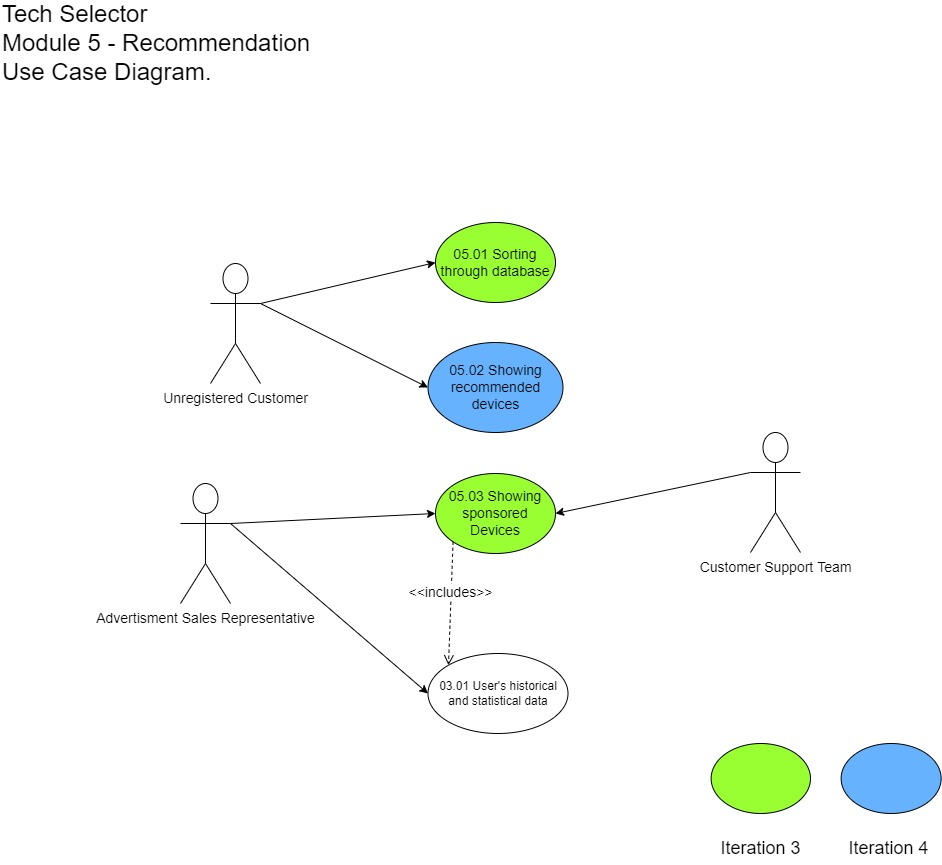 Tech Selector
Module 5 - Recommendation
Use Case Diagram.
05.01 Sorting
through database
Unregistered Customer
05.02 Showing
recommended
devices
05.03 Showing
sponsored
Devices
Customer Support Team
<<includes>>
Advertisment Sales Representative
03.01 User's historical
and statistical data
Iteration 3
Iteration 4